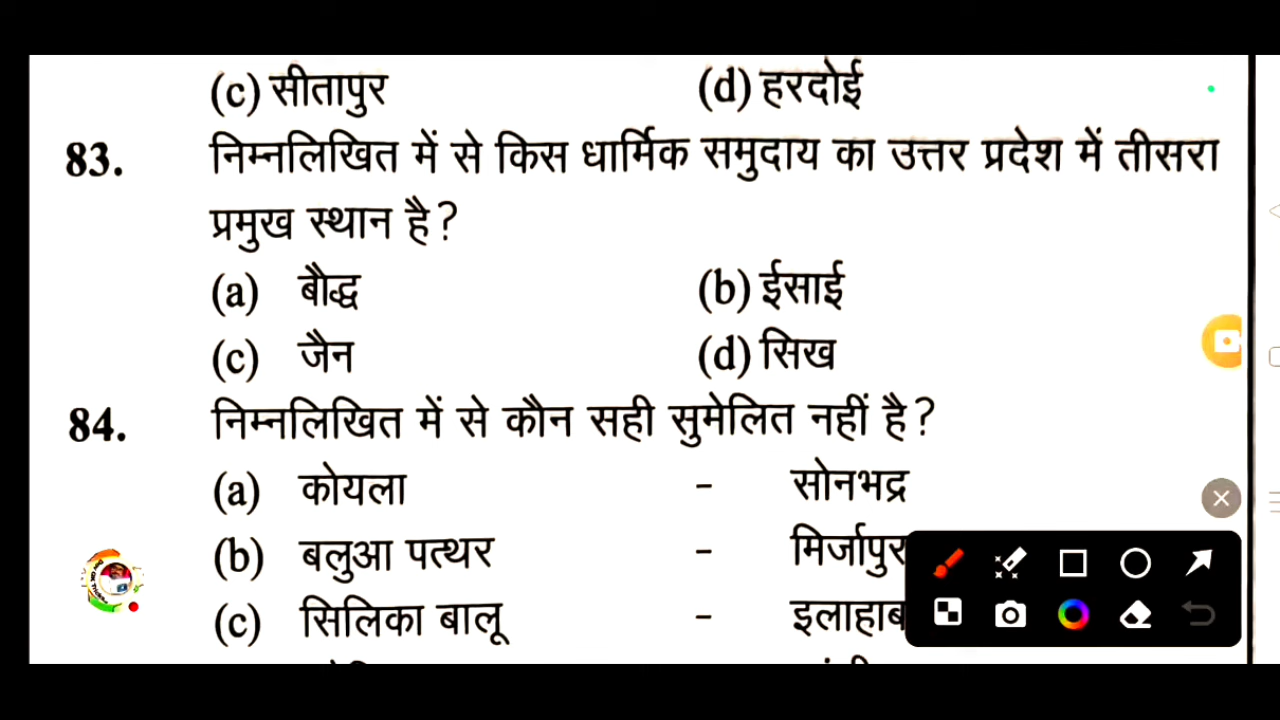 (c) सीतापुर (d) हरदोई
83. निम्नलिखित में से किस धार्मिक समुदाय का उत्तर प्रदेश में तीसरा
प्रमुख स्थान है?
(a) बौद्ध (b) ईसाई
(c) जैन (d) सिख
84. निम्नलिखित में से कौन सही सुमेलित नहीं है?
(a) कोयला - सोनभद्र
(b) बलुआ पत्थर - मिर्जापुर
(c) सिलिका बालू - इलाहाब